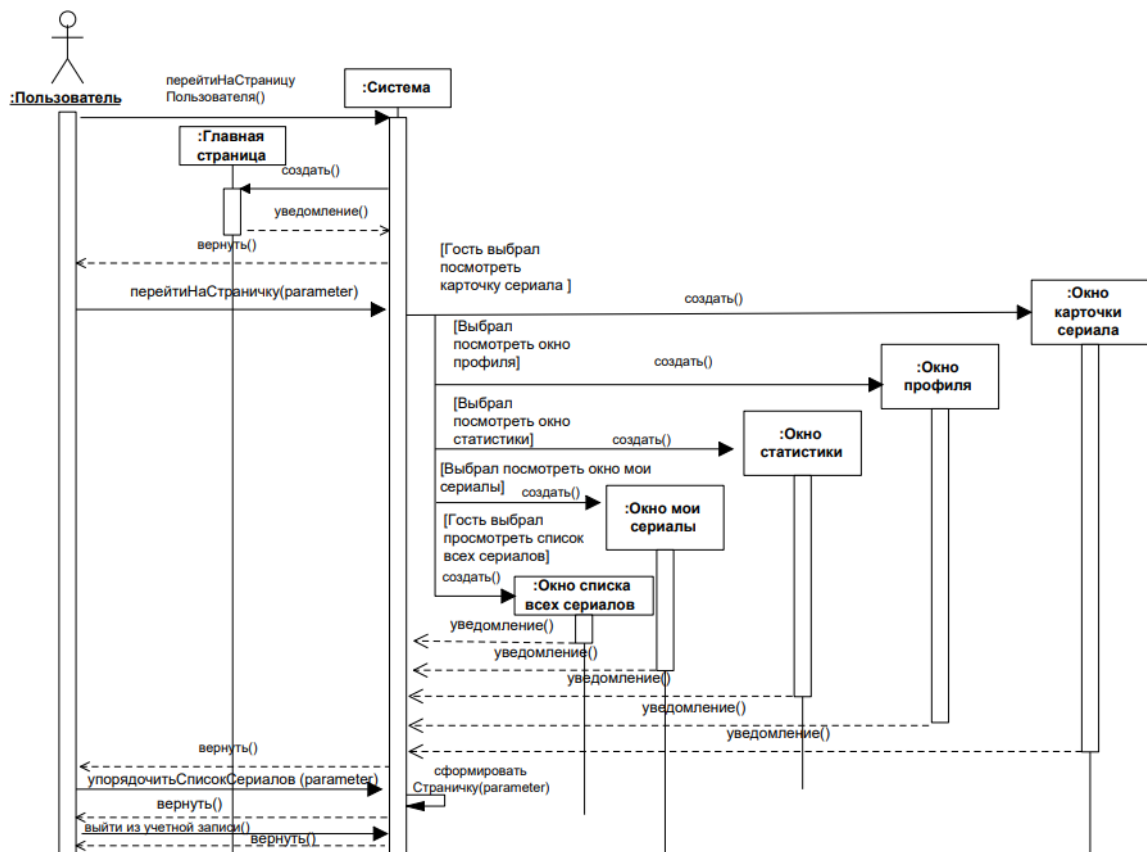 перейтиНаСтраницу
Пользователя()
:Пользователь
:Система
:Главная
страница
создать()
уведомление()
вернуть()
[Гость выбрал
посмотреть
карточку сериала ]
создать()
:Окно
карточки
сериала
перейтиНаСтраничку(parameter)
[Выбрал
посмотреть окно
профиля]
создать()
:Окно
профиля
[Выбрал
посмотреть окно
статистики]
создать()
:Окно
статистики
[Выбрал посмотреть окно мои
сериалы]
создать()
:Окно мои
сериалы
[Гость выбрал
просмотреть список
всех сериалов]
создать()
:Окно списка
всех сериалов
уведомление()
уведомление()
уведомление()
уведомление()
уведомление()
вернуть()
упорядочитьСписокСериалов (parameter)
сформировать
Страничку(parameter)
вернуть()
выйти из учетной записи()
вернуть()